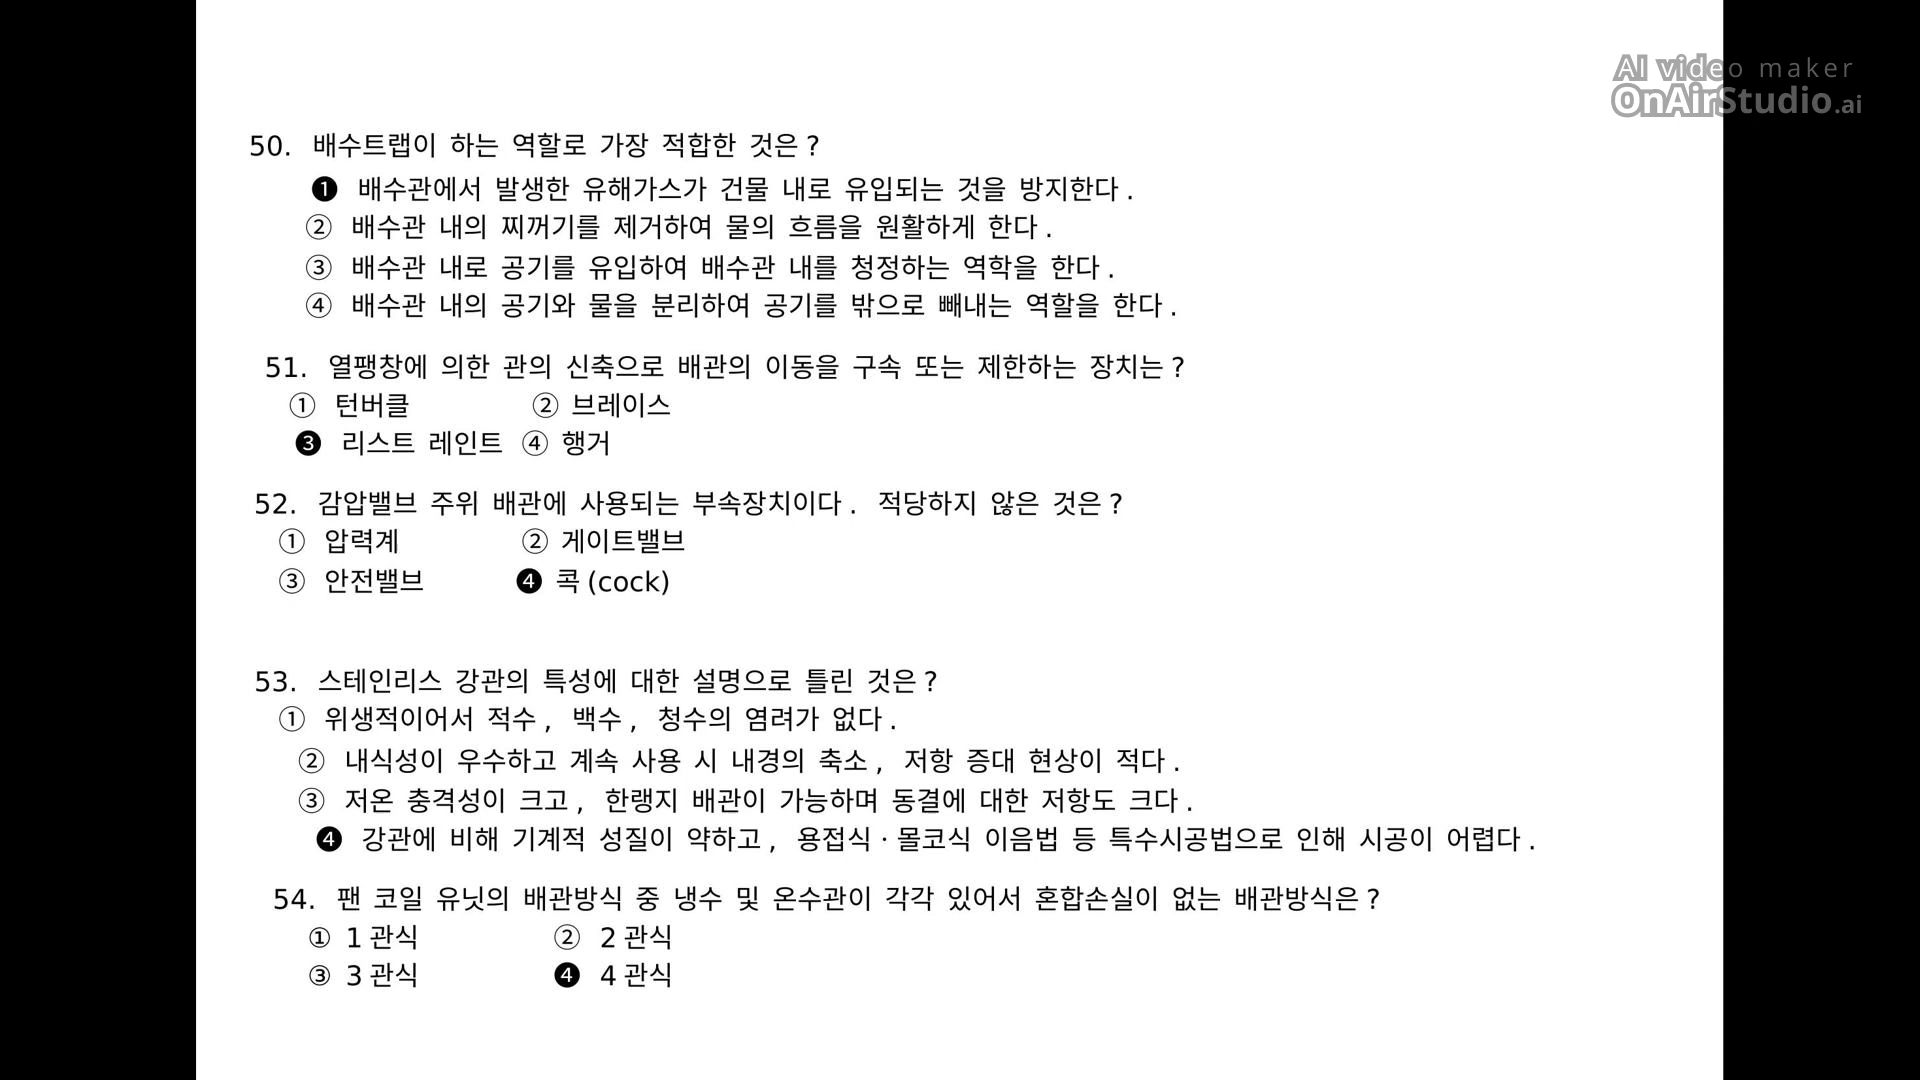 AI video maker
OnAirStudio.ai
50. 배수트랩이 하는 역할로 가장 적합한 것은?
❶ 배수관에서 발생한 유해가스가 건물 내로 유입되는 것을 방지한다.
② 배수관 내의 찌꺼기를 제거하여 물의 흐름을 원활하게 한다.
③ 배수관 내로 공기를 유입하여 배수관 내를 청정하는 역학을 한다.
④ 배수관 내의 공기와 물을 분리하여 공기를 밖으로 빼내는 역할을 한다.
51. 열팽창에 의한 관의 신축으로 배관의 이동을 구속 또는 제한하는 장치는?
① 턴버클 ② 브레이스
❸ 리스트 레인트 ④ 행거
52. 감압밸브 주위 배관에 사용되는 부속장치이다. 적당하지 않은 것은?
① 압력계 ② 게이트밸브
③ 안전밸브 ❹ 콕(cock)
53. 스테인리스 강관의 특성에 대한 설명으로 틀린 것은?
① 위생적이어서 적수, 백수, 청수의 염려가 없다.
② 내식성이 우수하고 계속 사용 시 내경의 축소, 저항 증대 현상이 적다.
③ 저온 충격성이 크고, 한랭지 배관이 가능하며 동결에 대한 저항도 크다.
❹ 강관에 비해 기계적 성질이 약하고, 용접식·몰코식 이음법 등 특수시공법으로 인해 시공이 어렵다.
54. 팬 코일 유닛의 배관방식 중 냉수 및 온수관이 각각 있어서 혼합손실이 없는 배관방식은?
① 1관식 ② 2관식
③ 3관식 ❹ 4관식